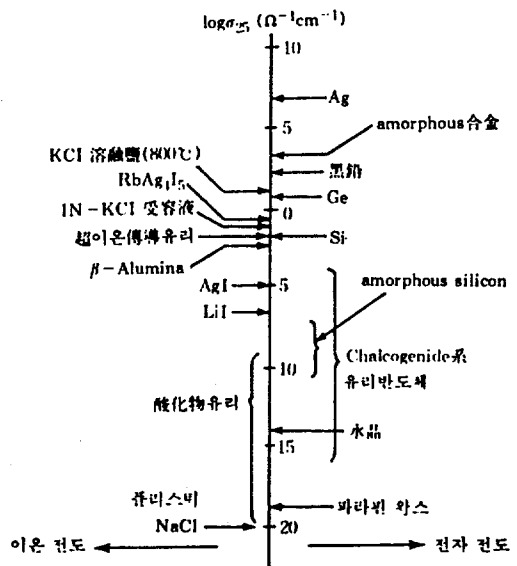 logσ25 (Ω⁻¹cm⁻¹)
10
Ag
5
amorphous合金
KCl 溶融鹽(800℃)
黑鉛
RbAg4I5
Ge
1N-KCl 受容液
0
超이온傳導유리
Si
β-Alumina
AgI
5
amorphous silicon
LiI
Chalcogenide系
유리반도체
10
酸化物유리
水晶
15
플리스틱
파라핀 왁스
NaCl
20
이온 전도
전자 전도